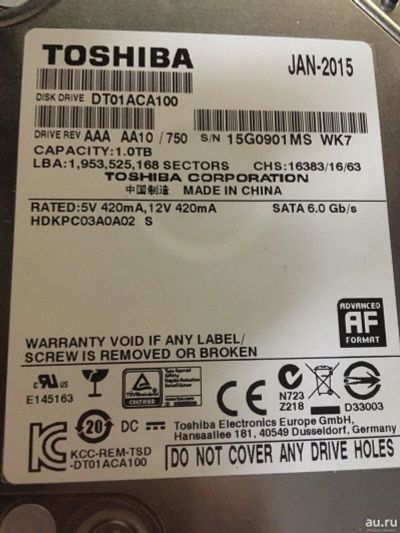 TOSHIBA
JAN-2015
DISK DRIVE DT01ACA100
DRIVE REV AAA AA10 / 750 S/N 15G0901MS WK7
CAPACITY:1.0TB
LBA:1,953,525,168 SECTORS CHS:16383/16/63
TOSHIBA CORPORATION
中国制造 MADE IN CHINA
RATED:5V 420mA,12V 420mA SATA 6.0 Gb/s
HDKPC03A0A02 S
ADVANCED
AF
FORMAT
WARRANTY VOID IF ANY LABEL/
SCREW IS REMOVED OR BROKEN
c RU us
E145163
CERTIFIED
CE
N723
Z218
D33003
20
DC
Toshiba Electronics Europe GmbH,
Hansaallee 181, 40549 Dusseldorf, Germany
KCC-REM-TSD
-DT01ACA100
DO NOT COVER ANY DRIVE HOLES
au.ru